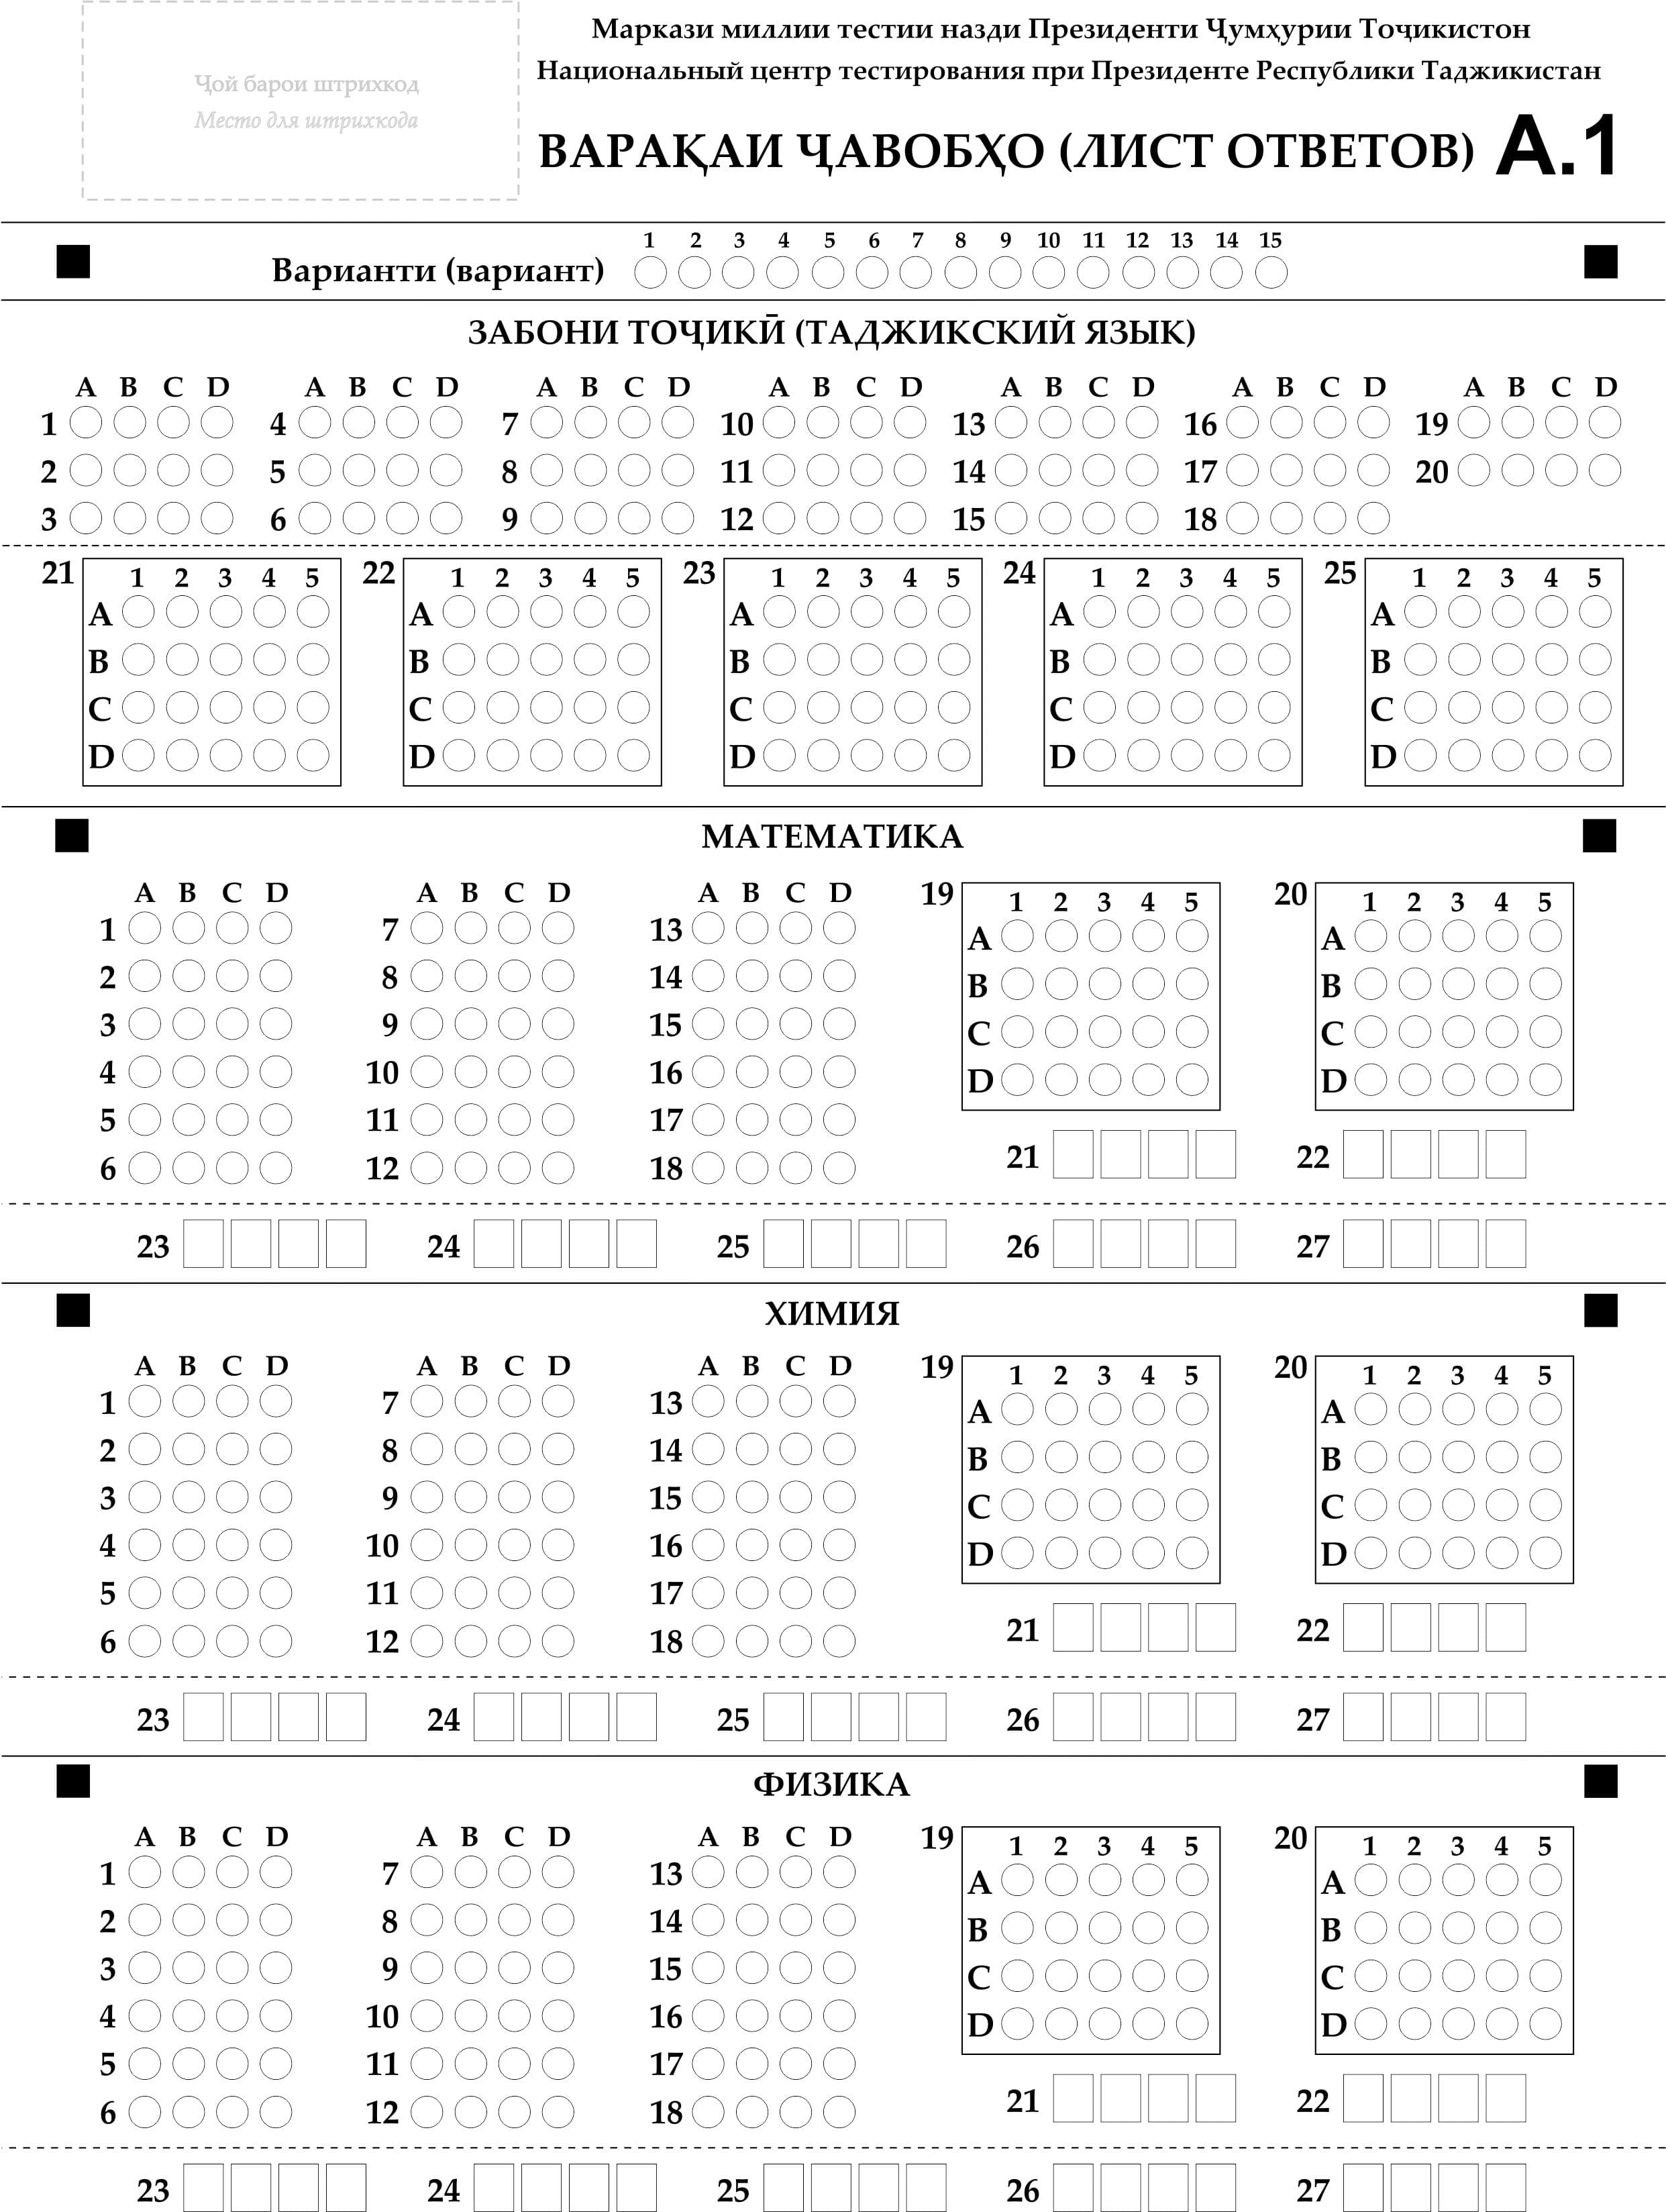 Маркази миллии тестии назди Президенти Ҷумҳурии Тоҷикистон
Национальный центр тестирования при Президенте Республики Таджикистан
Ҷой барои штрихкод
Место для штрихкода
ВАРАҚАИ ҶАВОБҲО (ЛИСТ ОТВЕТОВ) А.1
1 2 3 4 5 6 7 8 9 10 11 12 13 14 15
Варианти (вариант)
ЗАБОНИ ТОҶИКӢ (ТАДЖИКСКИЙ ЯЗЫК)
A B C D A B C D A B C D A B C D A B C D A B C D A B C D
1 4 7 10 13 16 19
2 5 8 11 14 17 20
3 6 9 12 15 18
21 1 2 3 4 5 22 1 2 3 4 5 23 1 2 3 4 5 24 1 2 3 4 5 25 1 2 3 4 5
A A A A A
B B B B B
C C C C C
D D D D D
МАТЕМАТИКА
A B C D A B C D A B C D 19 1 2 3 4 5 20 1 2 3 4 5
1 7 13 A A
2 8 14 B B
3 9 15 C C
4 10 16 D D
5 11 17
6 12 18 21 22
23 24 25 26 27
ХИМИЯ
A B C D A B C D A B C D 19 1 2 3 4 5 20 1 2 3 4 5
1 7 13 A A
2 8 14 B B
3 9 15 C C
4 10 16 D D
5 11 17
6 12 18 21 22
23 24 25 26 27
ФИЗИКА
A B C D A B C D A B C D 19 1 2 3 4 5 20 1 2 3 4 5
1 7 13 A A
2 8 14 B B
3 9 15 C C
4 10 16 D D
5 11 17
6 12 18 21 22
23 24 25 26 27